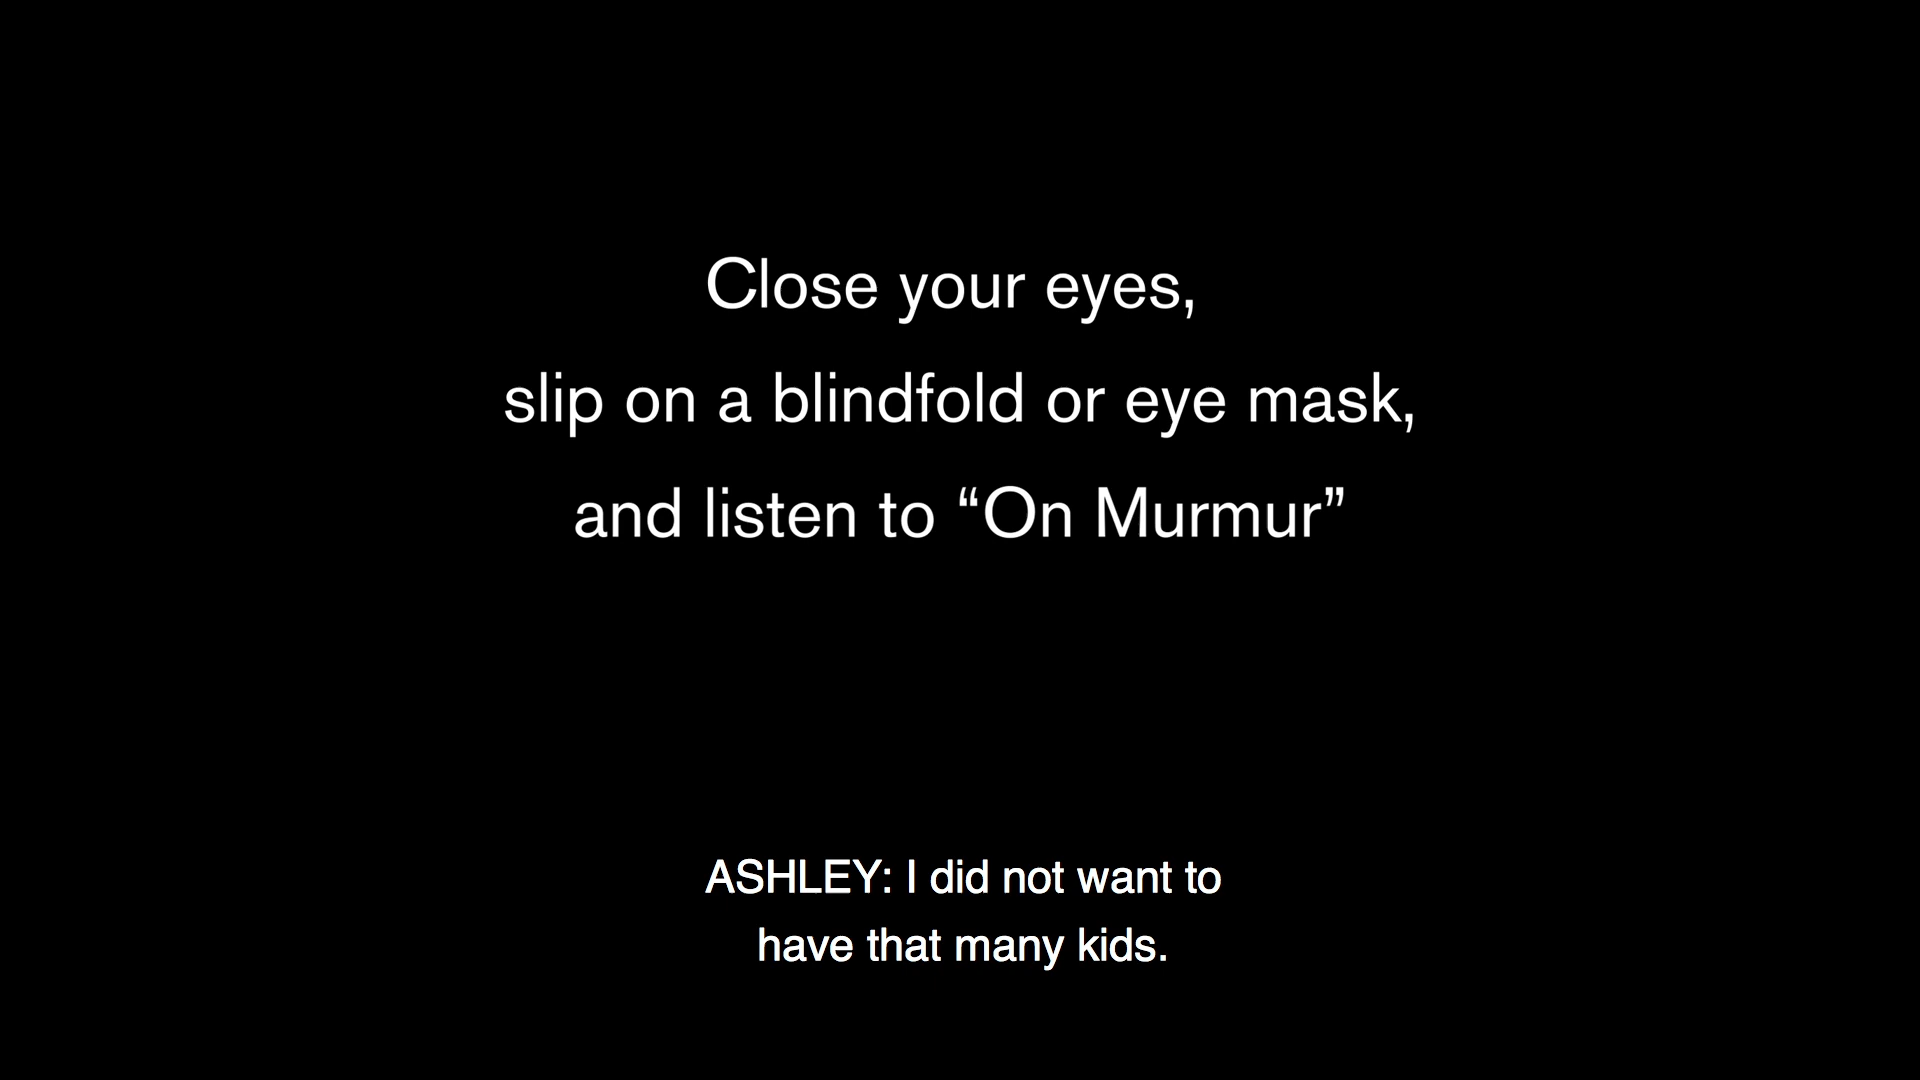 Close your eyes,
slip on a blindfold or eye mask,
and listen to “On Murmur”
ASHLEY: I did not want to
have that many kids.